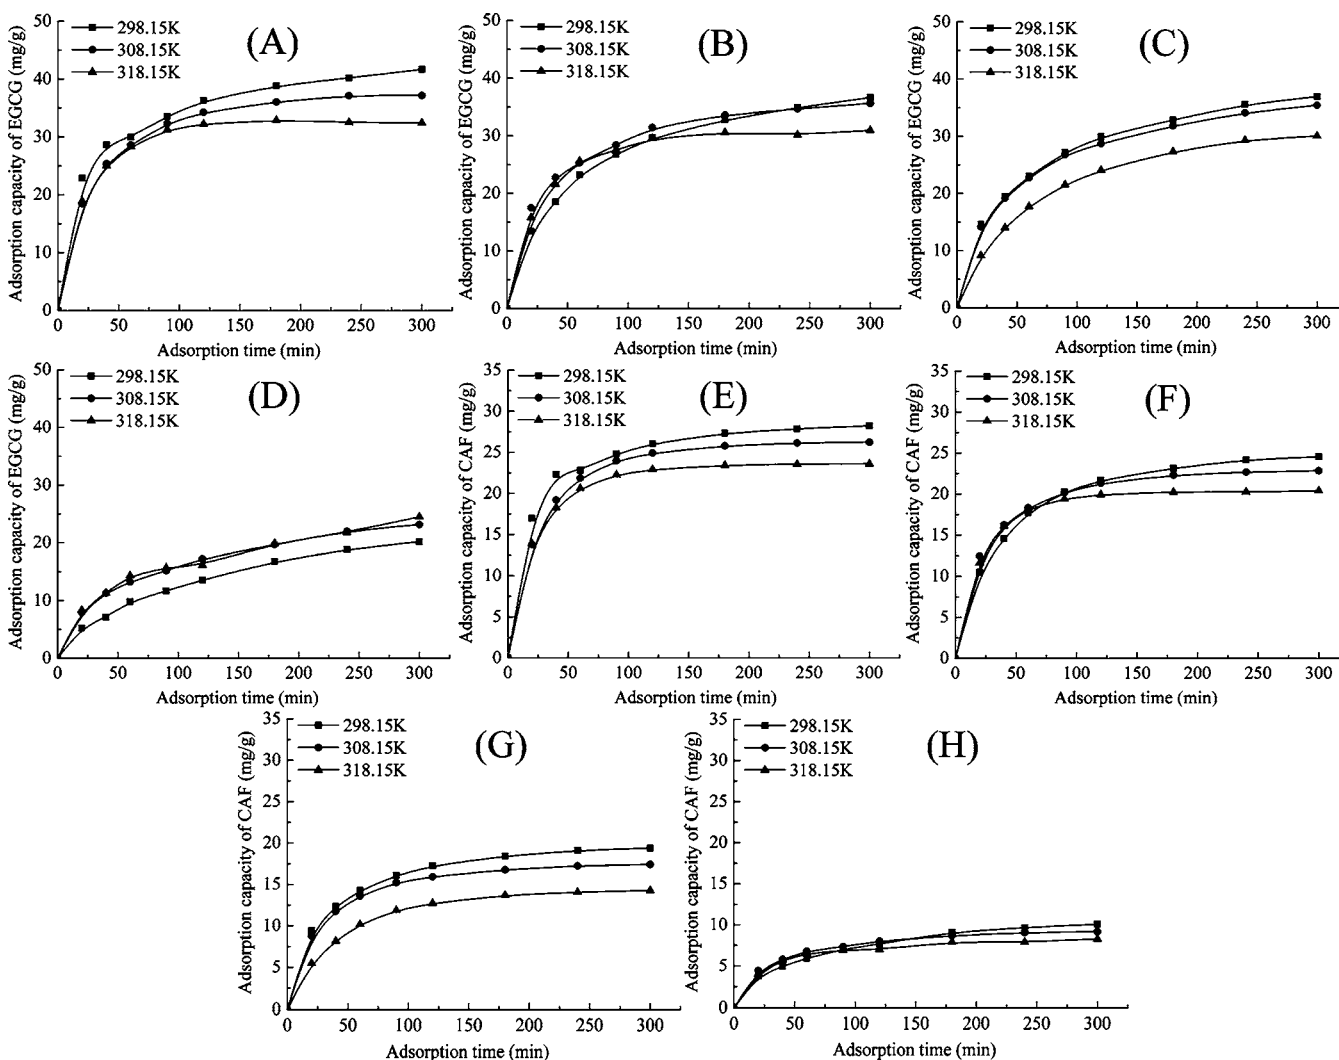 Adsorption capacity of EGCG (mg/g)
50
40
30
20
10
0
298.15K
308.15K
318.15K
(A)
0 50 100 150 200 250 300
Adsorption time (min)
Adsorption capacity of EGCG (mg/g)
50
40
30
20
10
0
298.15K
308.15K
318.15K
(B)
0 50 100 150 200 250 300
Adsorption time (min)
Adsorption capacity of EGCG (mg/g)
50
40
30
20
10
0
298.15K
308.15K
318.15K
(C)
0 50 100 150 200 250 300
Adsorption time (min)
Adsorption capacity of EGCG (mg/g)
50
40
30
20
10
0
298.15K
308.15K
318.15K
(D)
0 50 100 150 200 250 300
Adsorption time (min)
Adsorption capacity of CAF (mg/g)
35
30
25
20
15
10
5
0
298.15K
308.15K
318.15K
(E)
0 50 100 150 200 250 300
Adsorption time (min)
Adsorption capacity of CAF (mg/g)
35
30
25
20
15
10
5
0
298.15K
308.15K
318.15K
(F)
0 50 100 150 200 250 300
Adsorption time (min)
Adsorption capacity of CAF (mg/g)
35
30
25
20
15
10
5
0
298.15K
308.15K
318.15K
(G)
0 50 100 150 200 250 300
Adsorption time (min)
Adsorption capacity of CAF (mg/g)
35
30
25
20
15
10
5
0
298.15K
308.15K
318.15K
(H)
0 50 100 150 200 250 300
Adsorption time (min)